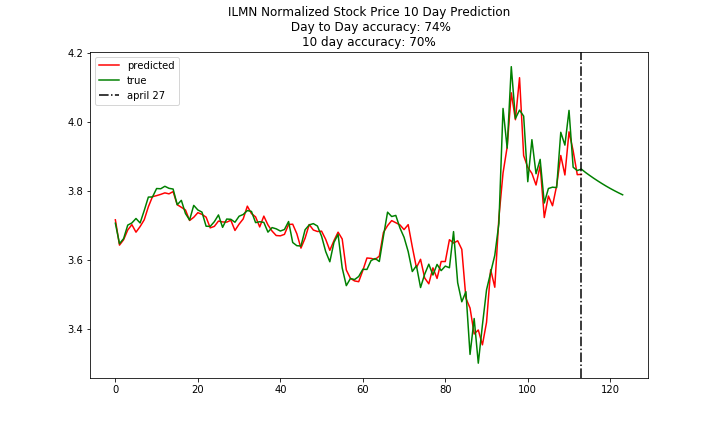 ILMN Normalized Stock Price 10 Day Prediction
Day to Day accuracy: 74%
10 day accuracy: 70%
predicted
true
april 27
4.2
4.0
3.8
3.6
3.4
0 20 40 60 80 100 120